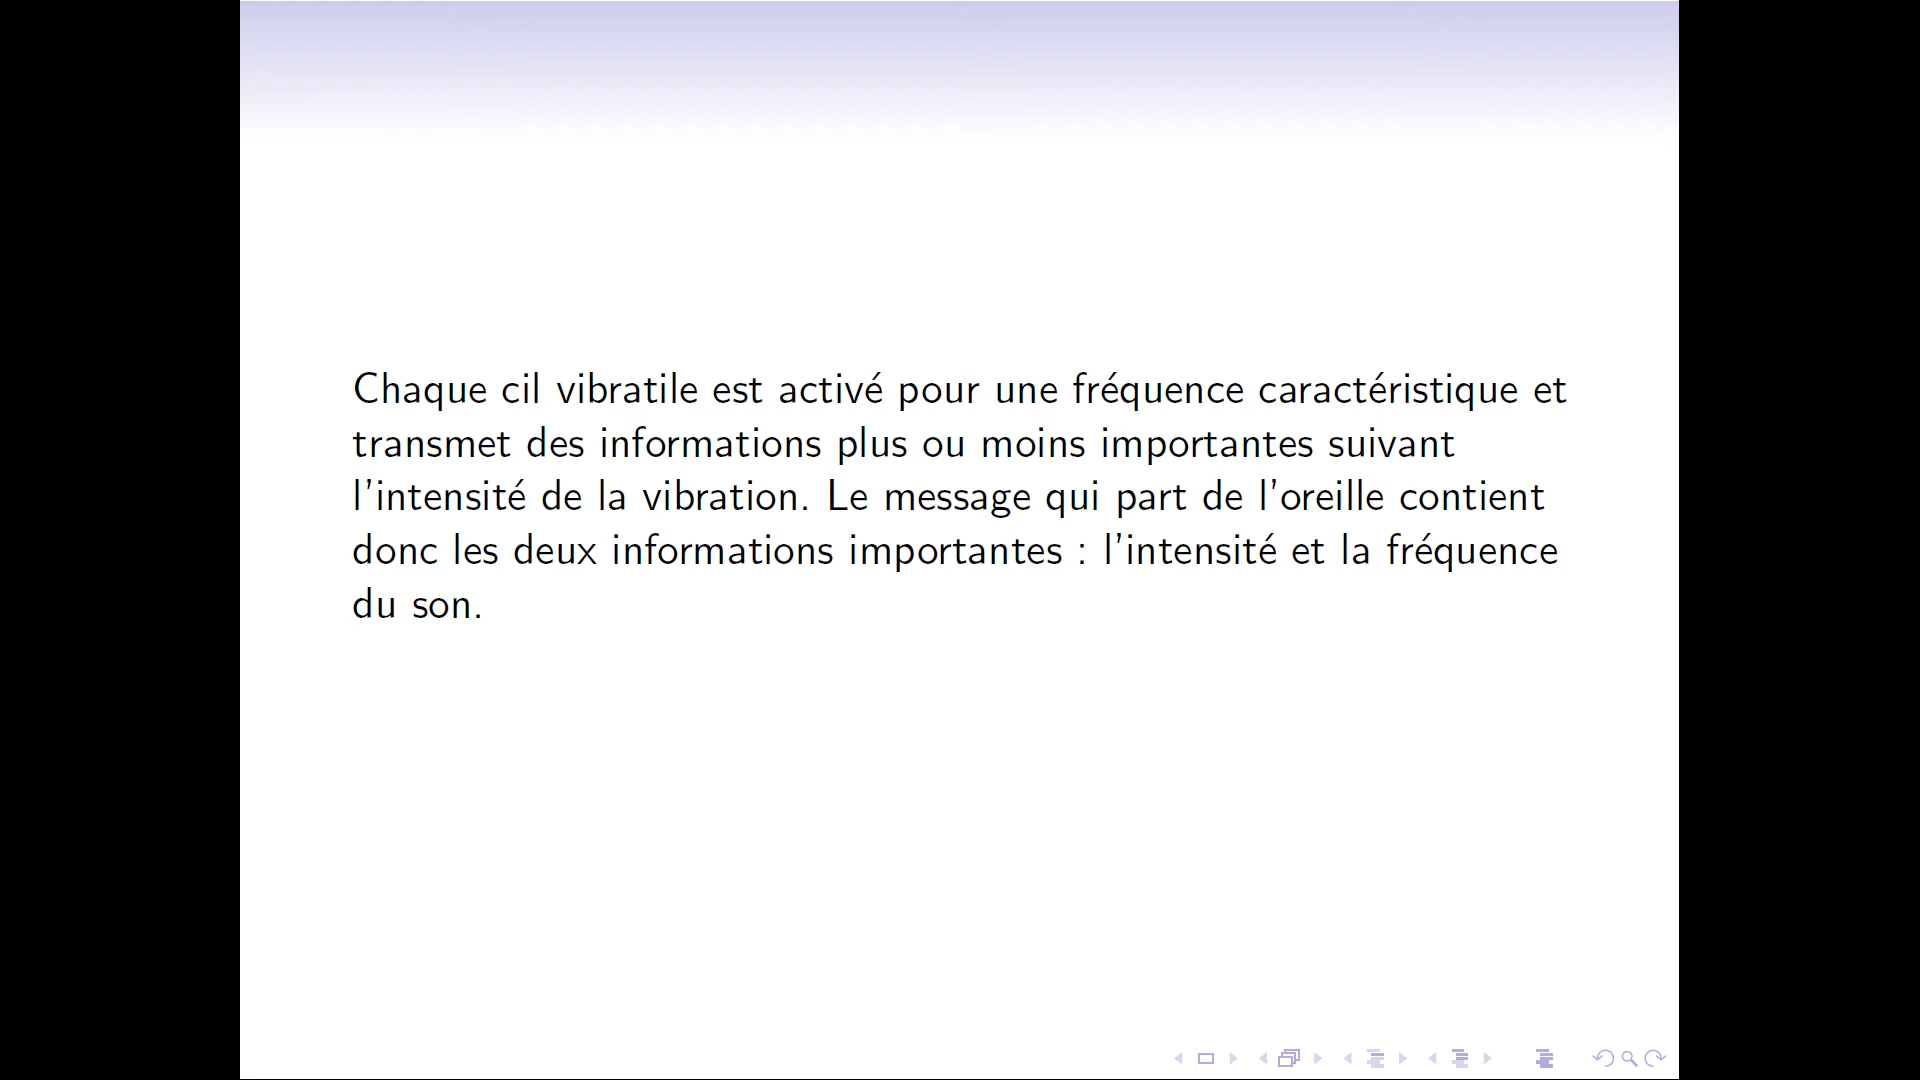 Chaque cil vibratile est activé pour une fréquence caractéristique et
transmet des informations plus ou moins importantes suivant
l'intensité de la vibration. Le message qui part de l'oreille contient
donc les deux informations importantes : l'intensité et la fréquence
du son.